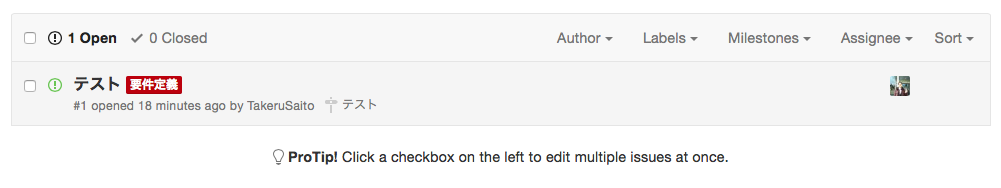 1 Open 0 Closed Author Labels Milestones Assignee Sort
テスト 要件定義
#1 opened 18 minutes ago by TakeruSaito テスト
ProTip! Click a checkbox on the left to edit multiple issues at once.